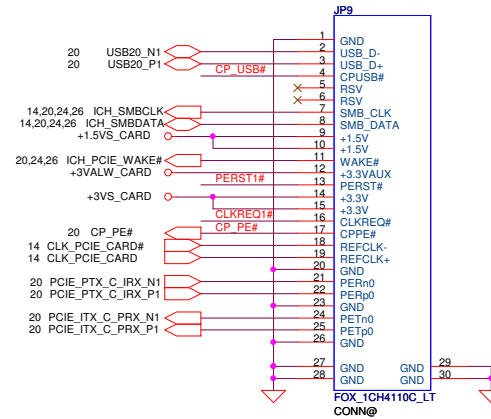 JP9
1 GND
20 USB20_N1 2 USB_D-
20 USB20_P1 3 USB_D+
CP_USB# 4 CPUSB#
5 RSV
6 RSV
14,20,24,26 ICH_SMBCLK 7 SMB_CLK
14,20,24,26 ICH_SMBDATA 8 SMB_DATA
+1.5VS_CARD 9 +1.5V
10 +1.5V
20,24,26 ICH_PCIE_WAKE# 11 WAKE#
+3VALW_CARD 12 +3.3VAUX
PERST1# 13 PERST#
+3VS_CARD 14 +3.3V
15 +3.3V
CLKREQ1# 16 CLKREQ#
20 CP_PE# CP_PE# 17 CPPE#
14 CLK_PCIE_CARD# 18 REFCLK-
14 CLK_PCIE_CARD 19 REFCLK+
20 GND
20 PCIE_PTX_C_IRX_N1 21 PERn0
20 PCIE_PTX_C_IRX_P1 22 PERp0
23 GND
20 PCIE_ITX_C_PRX_N1 24 PETn0
20 PCIE_ITX_C_PRX_P1 25 PETp0
26 GND
27 GND GND 29
28 GND GND 30
FOX_1CH4110C_LT
CONN@